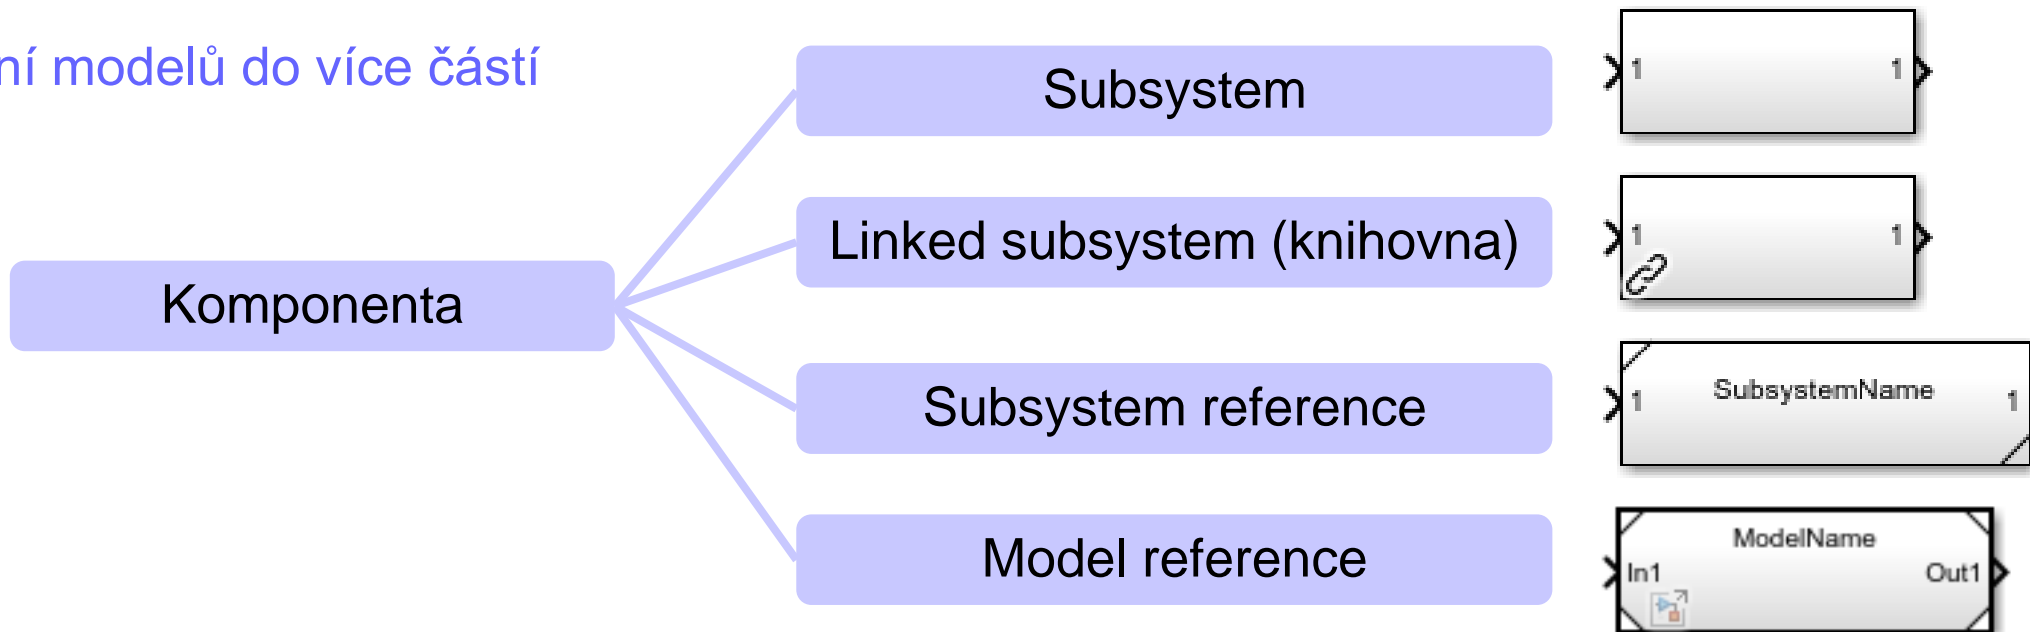 ní modelů do více částí
Komponenta
Subsystem
1 1
Linked subsystem (knihovna)
1 1
Subsystem reference
1 SubsystemName 1
Model reference
ModelName
In1 Out1